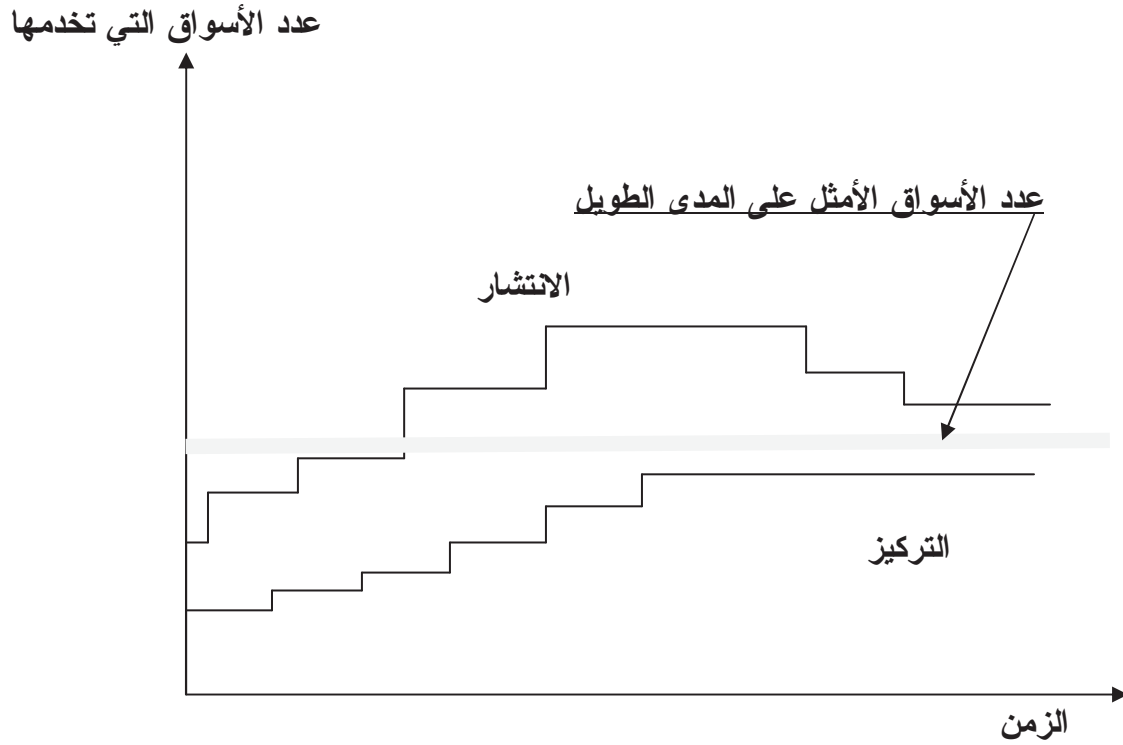 عدد الأسواق التي تخدمها
عدد الأسواق الأمثل على المدى الطويل
الانتشار
التركيز
الزمن